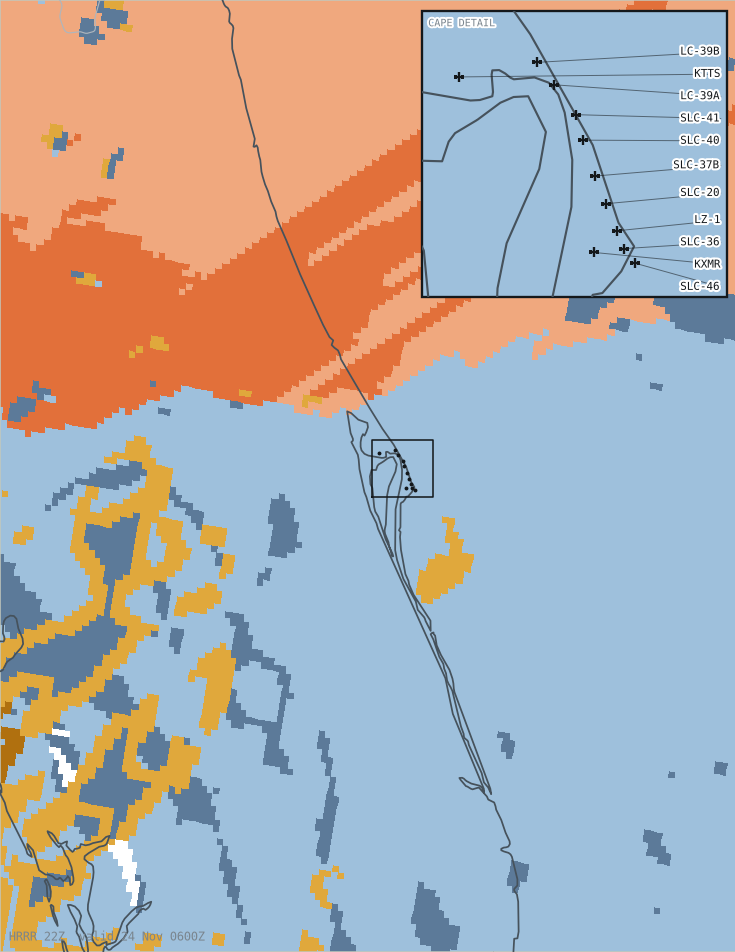 CAPE DETAIL
LC-39B
KTTS
LC-39A
SLC-41
SLC-40
SLC-37B
SLC-20
LZ-1
SLC-36
KXMR
SLC-46
HRRR 22Z valid 24 Nov 0600Z